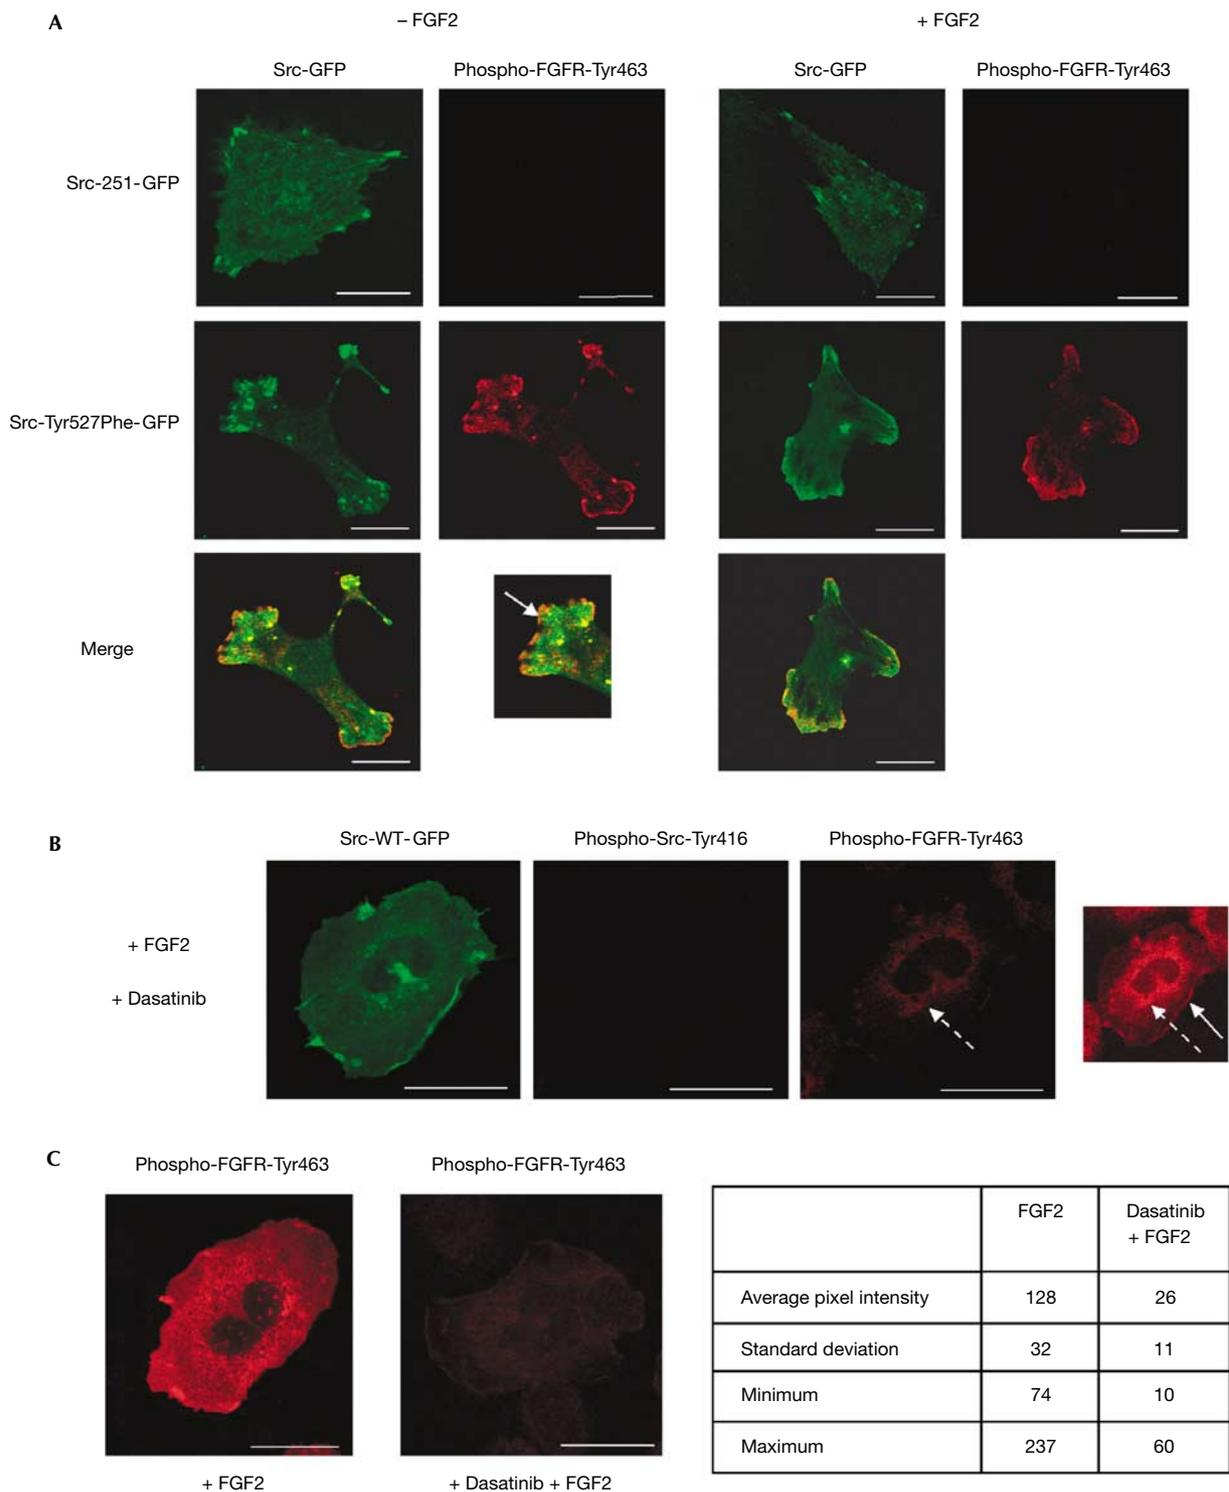 A
– FGF2
+ FGF2
Src-GFP
Phospho-FGFR-Tyr463
Src-GFP
Phospho-FGFR-Tyr463
Src-251-GFP
Src-Tyr527Phe-GFP
Merge
B
Src-WT-GFP
Phospho-Src-Tyr416
Phospho-FGFR-Tyr463
+ FGF2
+ Dasatinib
C
Phospho-FGFR-Tyr463
Phospho-FGFR-Tyr463
+ FGF2
+ Dasatinib + FGF2
FGF2
Dasatinib
+ FGF2
Average pixel intensity 128 26
Standard deviation 32 11
Minimum 74 10
Maximum 237 60